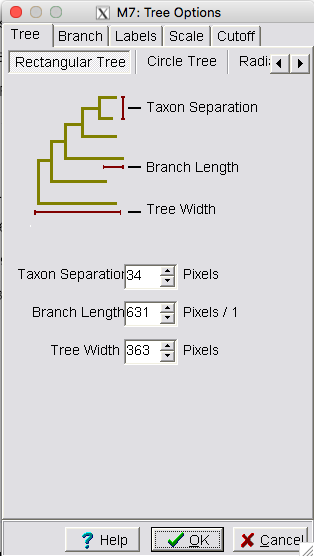 M7: Tree Options
Tree Branch Labels Scale Cutoff
Rectangular Tree Circle Tree
Taxon Separation
Branch Length
Tree Width
Taxon Separation 34 Pixels
Branch Length 631 Pixels / 1
Tree Width 363 Pixels
? Help OK Cancel